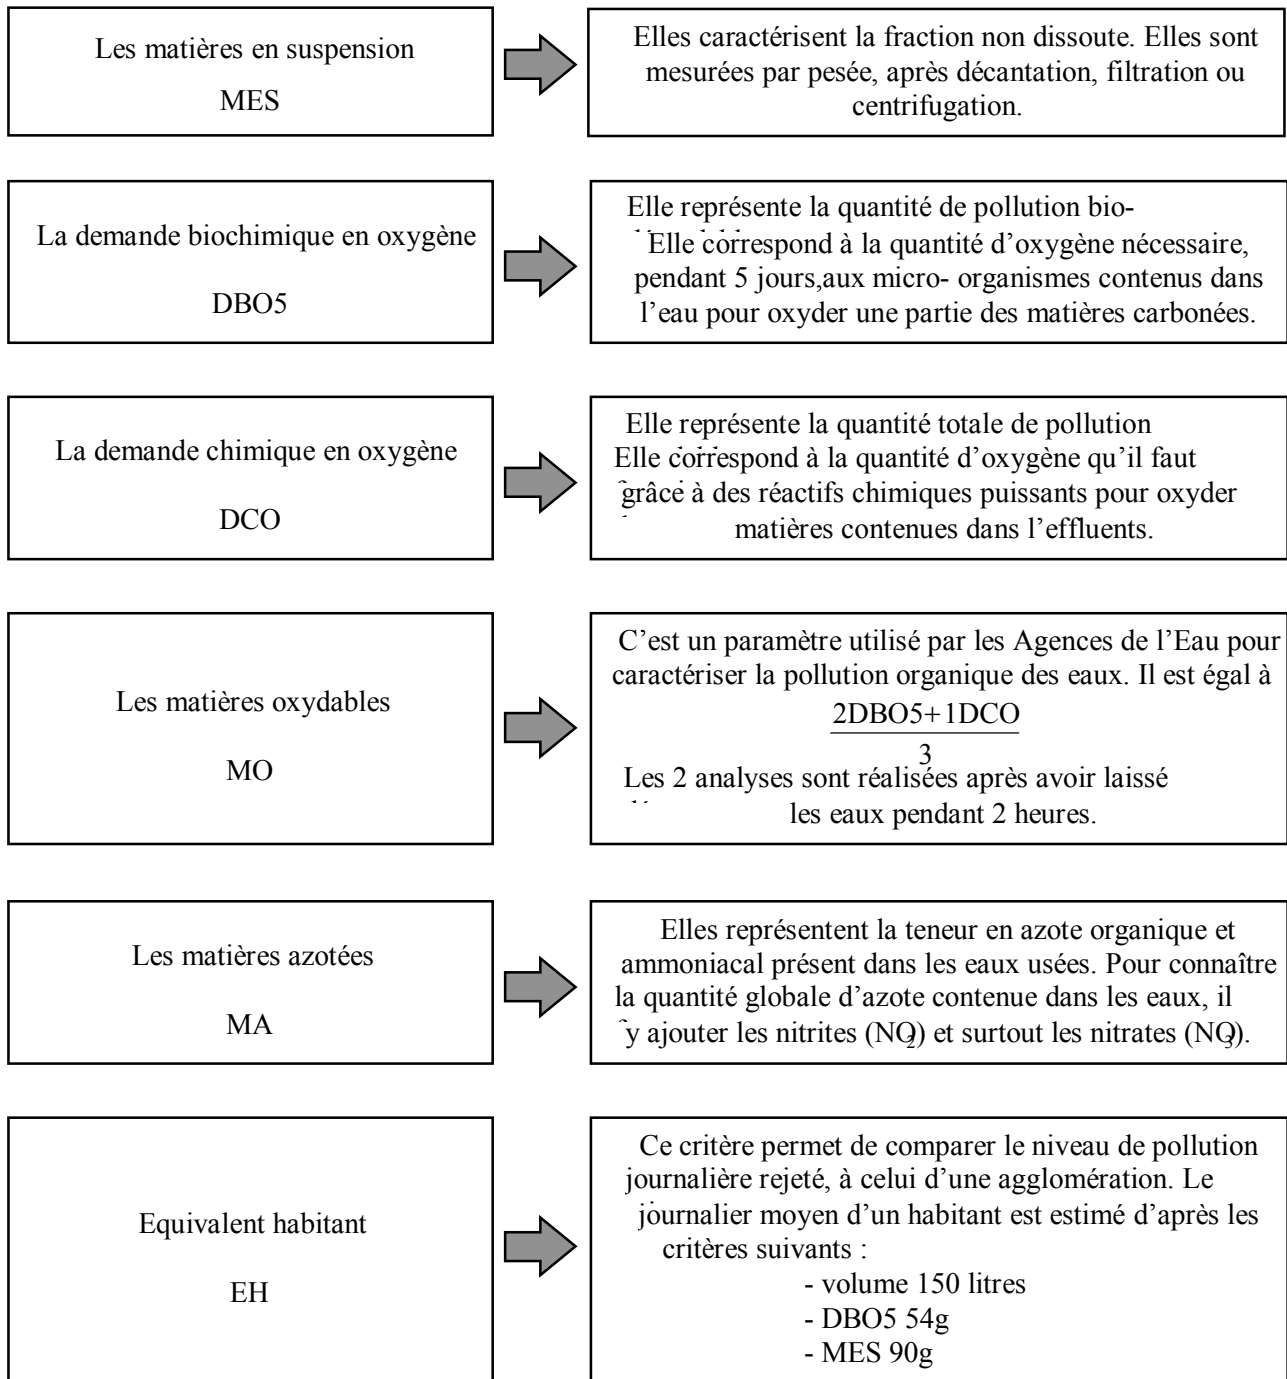 Les matières en suspension
MES
Elles caractérisent la fraction non dissoute. Elles sont
mesurées par pesée, après décantation, filtration ou
centrifugation.
La demande biochimique en oxygène
DBO5
Elle représente la quantité de pollution bio-
Elle correspond à la quantité d’oxygène nécessaire,
pendant 5 jours,aux micro- organismes contenus dans
l’eau pour oxyder une partie des matières carbonées.
La demande chimique en oxygène
DCO
Elle représente la quantité totale de pollution
Elle correspond à la quantité d’oxygène qu’il faut
grâce à des réactifs chimiques puissants pour oxyder
matières contenues dans l’effluents.
Les matières oxydables
MO
C’est un paramètre utilisé par les Agences de l’Eau pour
caractériser la pollution organique des eaux. Il est égal à
2DBO5+1DCO
3
Les 2 analyses sont réalisées après avoir laissé
les eaux pendant 2 heures.
Les matières azotées
MA
Elles représentent la teneur en azote organique et
ammoniacal présent dans les eaux usées. Pour connaître
la quantité globale d’azote contenue dans les eaux, il
y ajouter les nitrites (NO2) et surtout les nitrates (NO3).
Equivalent habitant
EH
Ce critère permet de comparer le niveau de pollution
journalière rejeté, à celui d’une agglomération. Le
journalier moyen d’un habitant est estimé d’après les
critères suivants :
- volume 150 litres
- DBO5 54g
- MES 90g